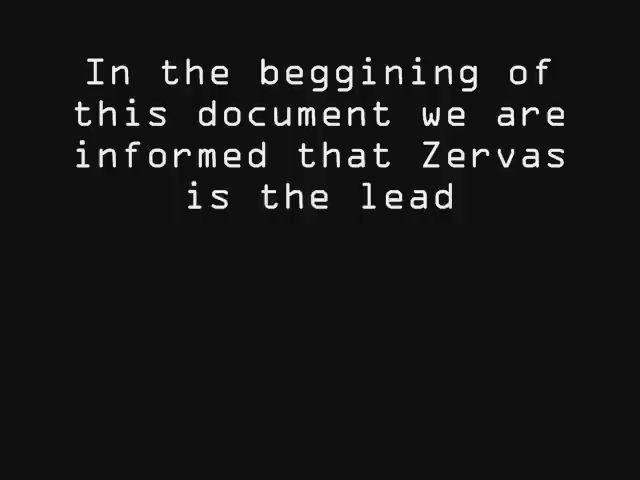 In the beggining of
this document we are
informed that Zervas
is the lead